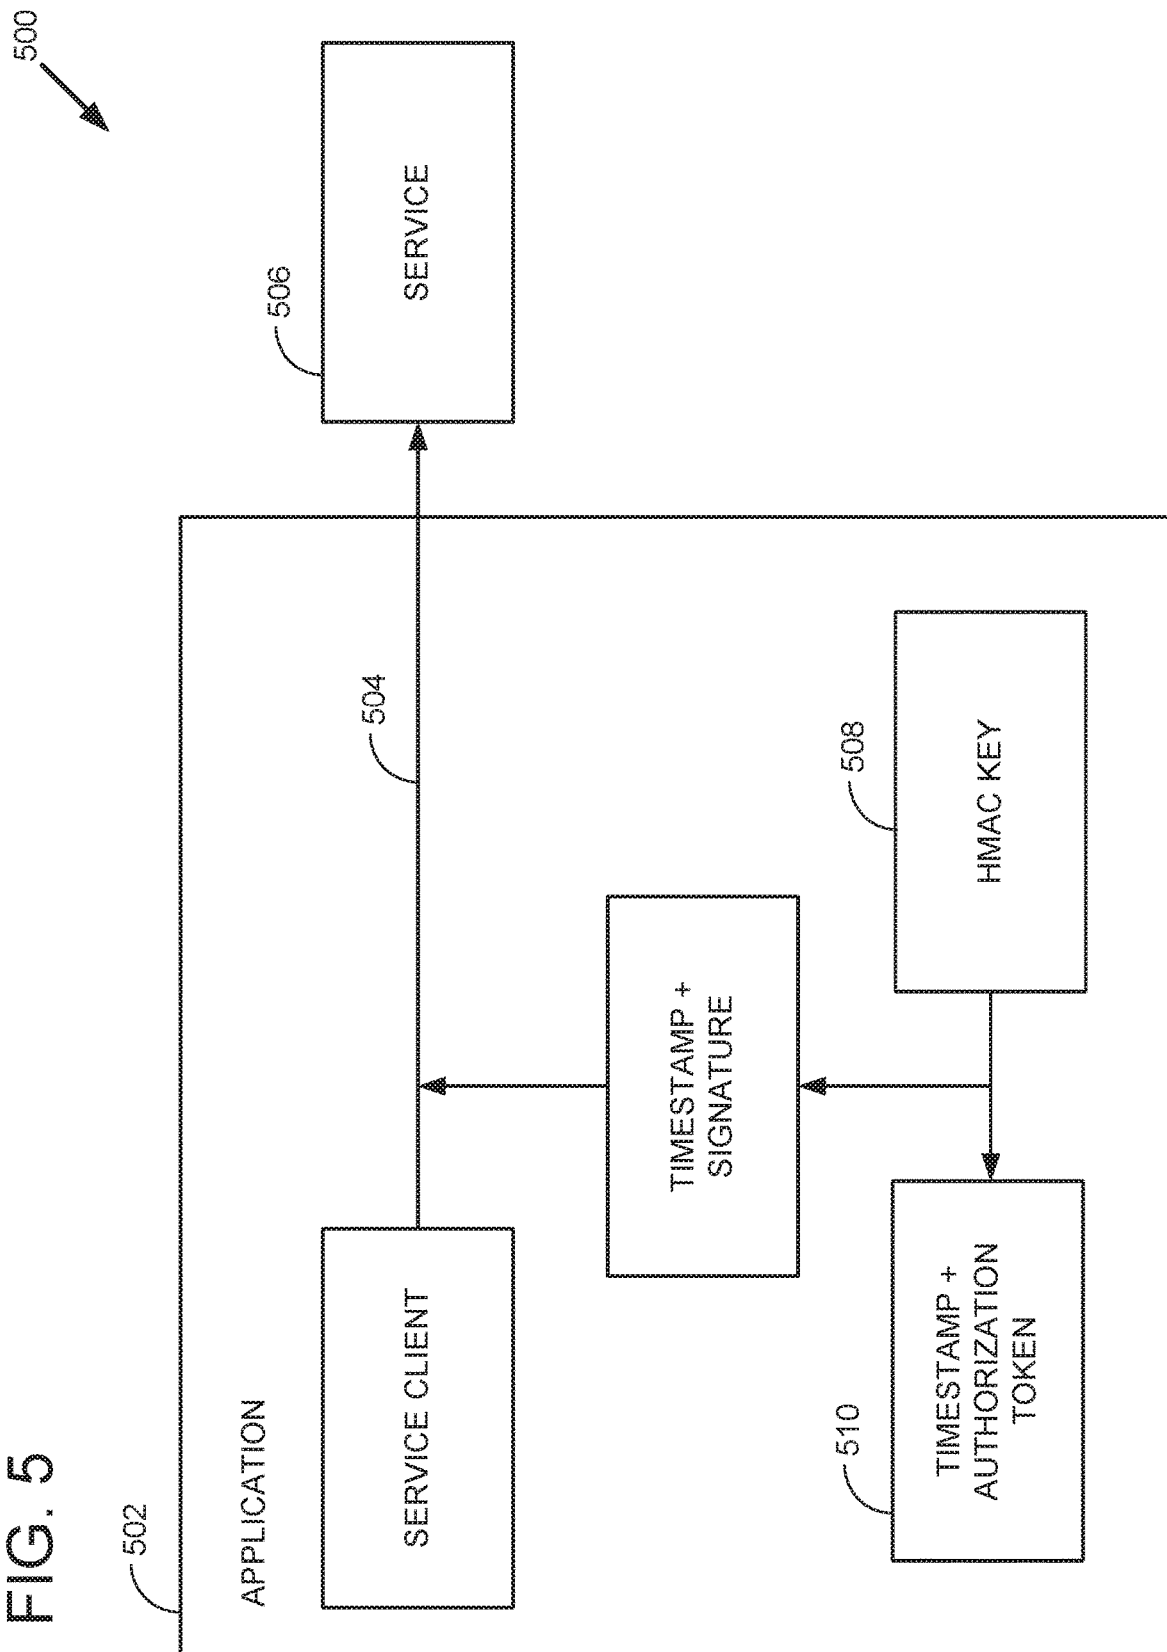 FIG. 5
500
502
APPLICATION
SERVICE CLIENT
504
506
SERVICE
TIMESTAMP +
SIGNATURE
510
TIMESTAMP +
AUTHORIZATION
TOKEN
508
HMAC KEY